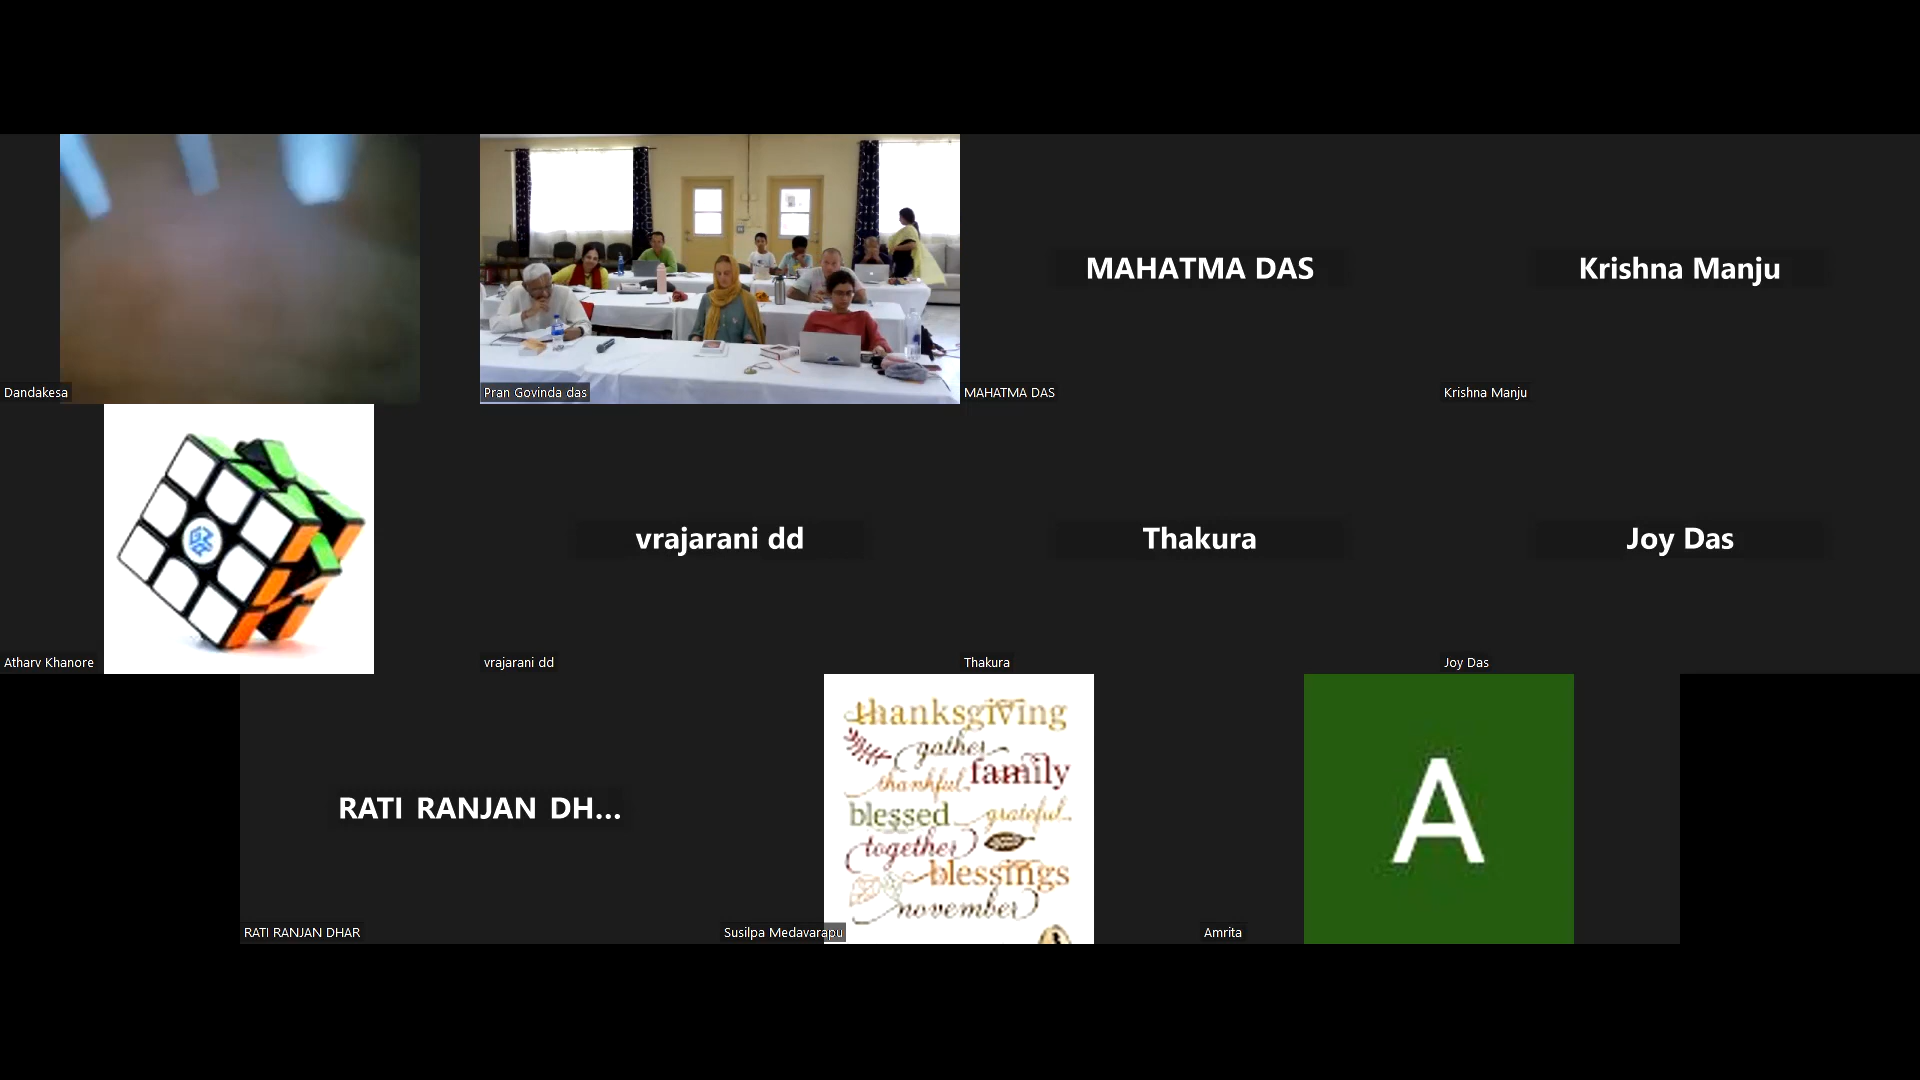 MAHATMA DAS
Krishna Manju
Dandakesa
Pran Govinda das
MAHATMA DAS
Krishna Manju
vrajarani dd
Thakura
Joy Das
Atharv Khanore
vrajarani dd
Thakura
Joy Das
thanksgiving
gather
thankful family
blessed grateful
together
blessings
november
RATI RANJAN DH...
A
RATI RANJAN DHAR
Susilpa Medavarapu
Amrita